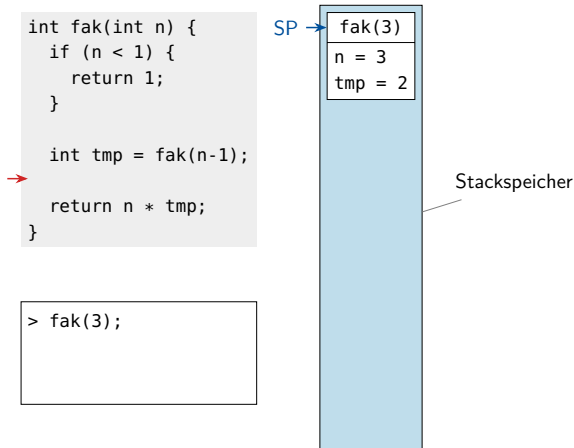 int fak(int n) {
  if (n < 1) {
    return 1;
  }
  int tmp = fak(n-1);
  return n * tmp;
}
> fak(3);
SP
fak(3)
n = 3
tmp = 2
Stackspeicher